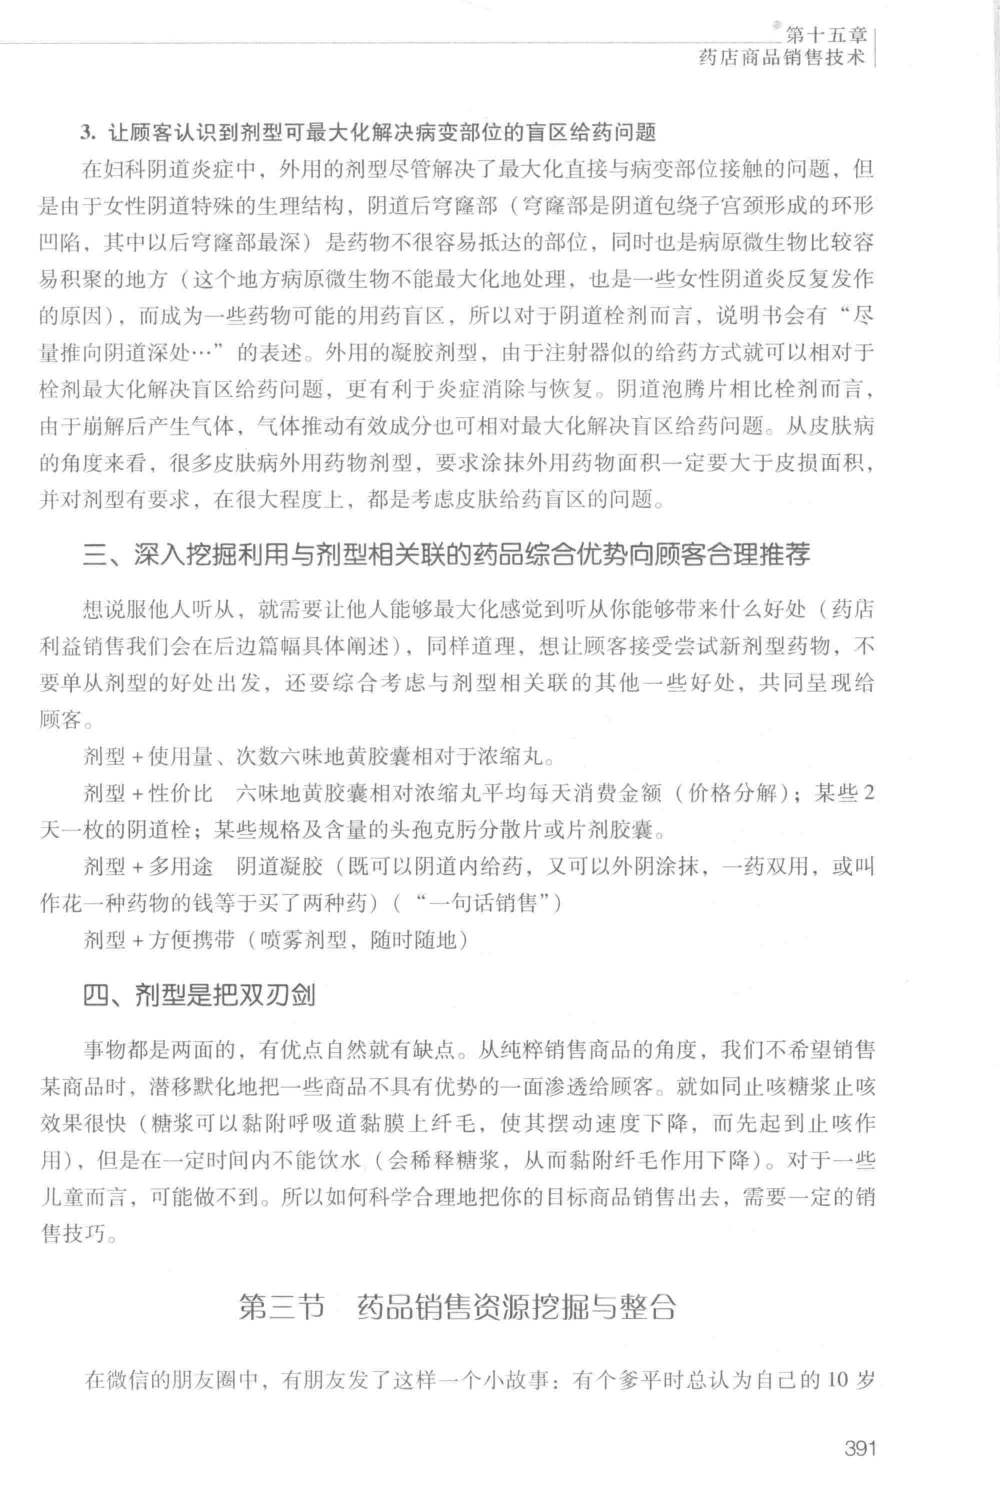 第十五章
药店商品销售技术
3. 让顾客认识到剂型可最大化解决病变部位的盲区给药问题
在妇科阴道炎症中，外用的剂型尽管解决了最大化直接与病变部位接触的问题，但
是由于女性阴道特殊的生理结构，阴道后穹窿部（穹窿部是阴道包绕子宫颈形成的环形
凹陷，其中以后穹窿部最深）是药物不很容易抵达的部位，同时也是病原微生物比较容
易积聚的地方（这个地方病原微生物不能最大化地处理，也是一些女性阴道炎反复发作
的原因），而成为一些药物可能的用药盲区，所以对于阴道栓剂而言，说明书会有“尽
量推向阴道深处…”的表述。外用的凝胶剂型，由于注射器似的给药方式就可以相对于
栓剂最大化解决盲区给药问题，更有利于炎症消除与恢复。阴道泡腾片相比栓剂而言，
由于崩解后产生气体，气体推动有效成分也可相对最大化解决盲区给药问题。从皮肤病
的角度来看，很多皮肤病外用药物剂型，要求涂抹外用药物面积一定要大于皮损面积，
并对剂型有要求，在很大程度上，都是考虑皮肤给药盲区的问题。
三、深入挖掘利用与剂型相关联的药品综合优势向顾客合理推荐
想说服他人听从，就需要让他人能够最大化感觉到听从你能够带来什么好处（药店
利益销售我们会在后边篇幅具体阐述），同样道理，想让顾客接受尝试新剂型药物，不
要单从剂型的好处出发，还要综合考虑与剂型相关联的其他一些好处，共同呈现给
顾客。
剂型+使用量、次数六味地黄胶囊相对于浓缩丸。
剂型+性价比　六味地黄胶囊相对浓缩丸平均每天消费金额（价格分解）；某些2
天一枚的阴道栓；某些规格及含量的头孢克肟分散片或片剂胶囊。
剂型+多用途　阴道凝胶（既可以阴道内给药，又可以外阴涂抹，一药双用，或叫
作花一种药物的钱等于买了两种药）（“一句话销售”）
剂型+方便携带（喷雾剂型，随时随地）
四、剂型是把双刃剑
事物都是两面的，有优点自然就有缺点。从纯粹销售商品的角度，我们不希望销售
某商品时，潜移默化地把一些商品不具有优势的一面渗透给顾客。就如同止咳糖浆止咳
效果很快（糖浆可以黏附呼吸道黏膜上纤毛，使其摆动速度下降，而先起到止咳作
用），但是在一定时间内不能饮水（会稀释糖浆，从而黏附纤毛作用下降）。对于一些
儿童而言，可能做不到。所以如何科学合理地把你的目标商品销售出去，需要一定的销
售技巧。
第三节　药品销售资源挖掘与整合
在微信的朋友圈中，有朋友发了这样一个小故事：有个爹平时总认为自己的10岁
391